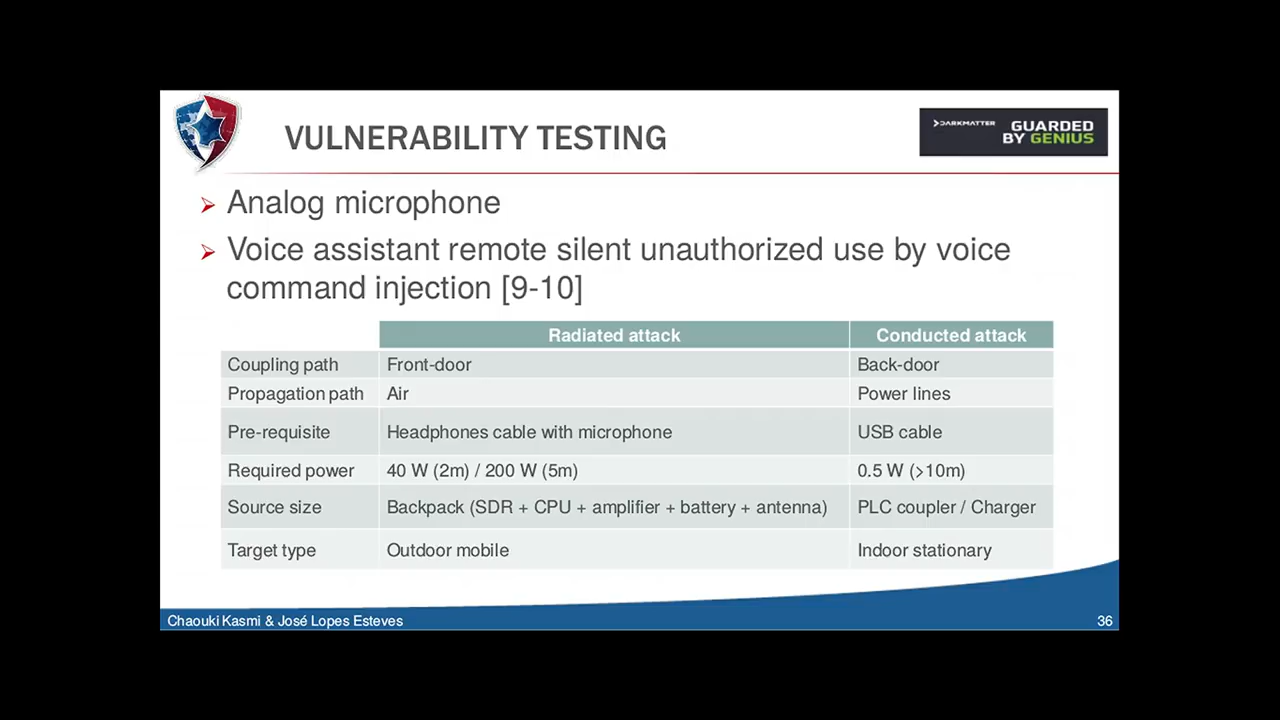 VULNERABILITY TESTING
DARKMATTER
GUARDED
BY GENIUS
Analog microphone
Voice assistant remote silent unauthorized use by voice
command injection [9-10]
Radiated attack Conducted attack
Coupling path Front-door Back-door
Propagation path Air Power lines
Pre-requisite Headphones cable with microphone USB cable
Required power 40 W (2m) / 200 W (5m) 0.5 W (>10m)
Source size Backpack (SDR + CPU + amplifier + battery + antenna) PLC coupler / Charger
Target type Outdoor mobile Indoor stationary
Chaouki Kasmi & José Lopes Esteves 36